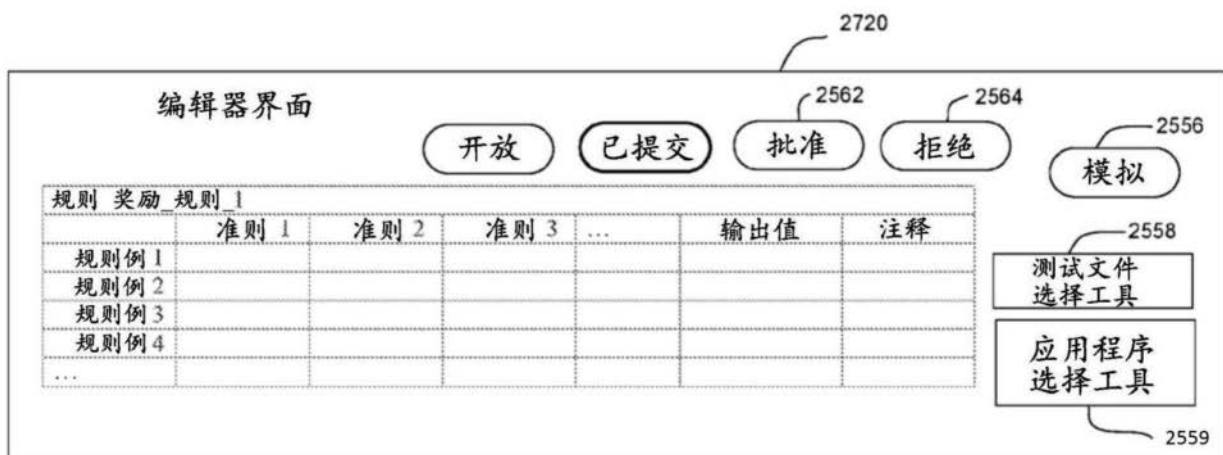 2720
编辑器界面
2562
2564
2556
开放
已提交
批准
拒绝
模拟
规则 奖励_规则_1
准则 1 准则 2 准则 3 ... 输出值 注释
规则例 1
规则例 2
规则例 3
规则例 4
...
2558
测试文件
选择工具
应用程序
选择工具
2559